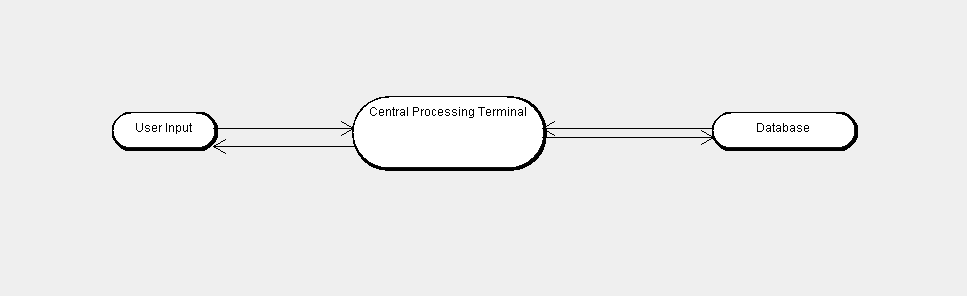 User Input
Central Processing Terminal
Database